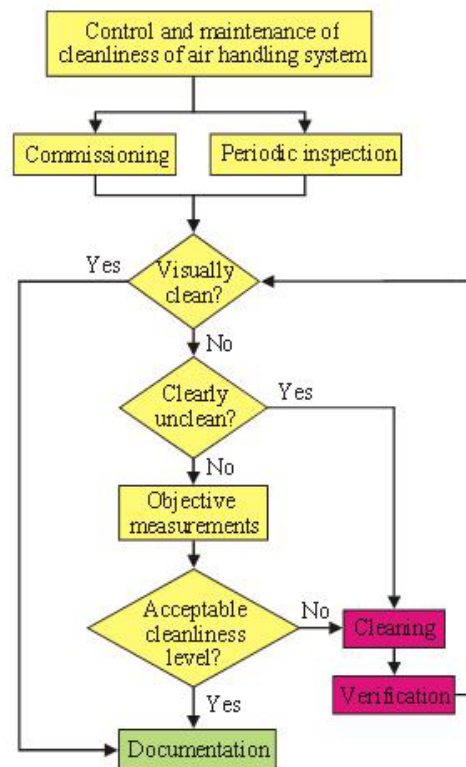 Control and maintenance of
cleanliness of air handling system
Commissioning
Periodic inspection
Yes
Visually
clean?
No
Clearly
unclean?
Yes
No
Objective
measurements
Acceptable
cleanliness
level?
No
Cleaning
Verification
Yes
Documentation